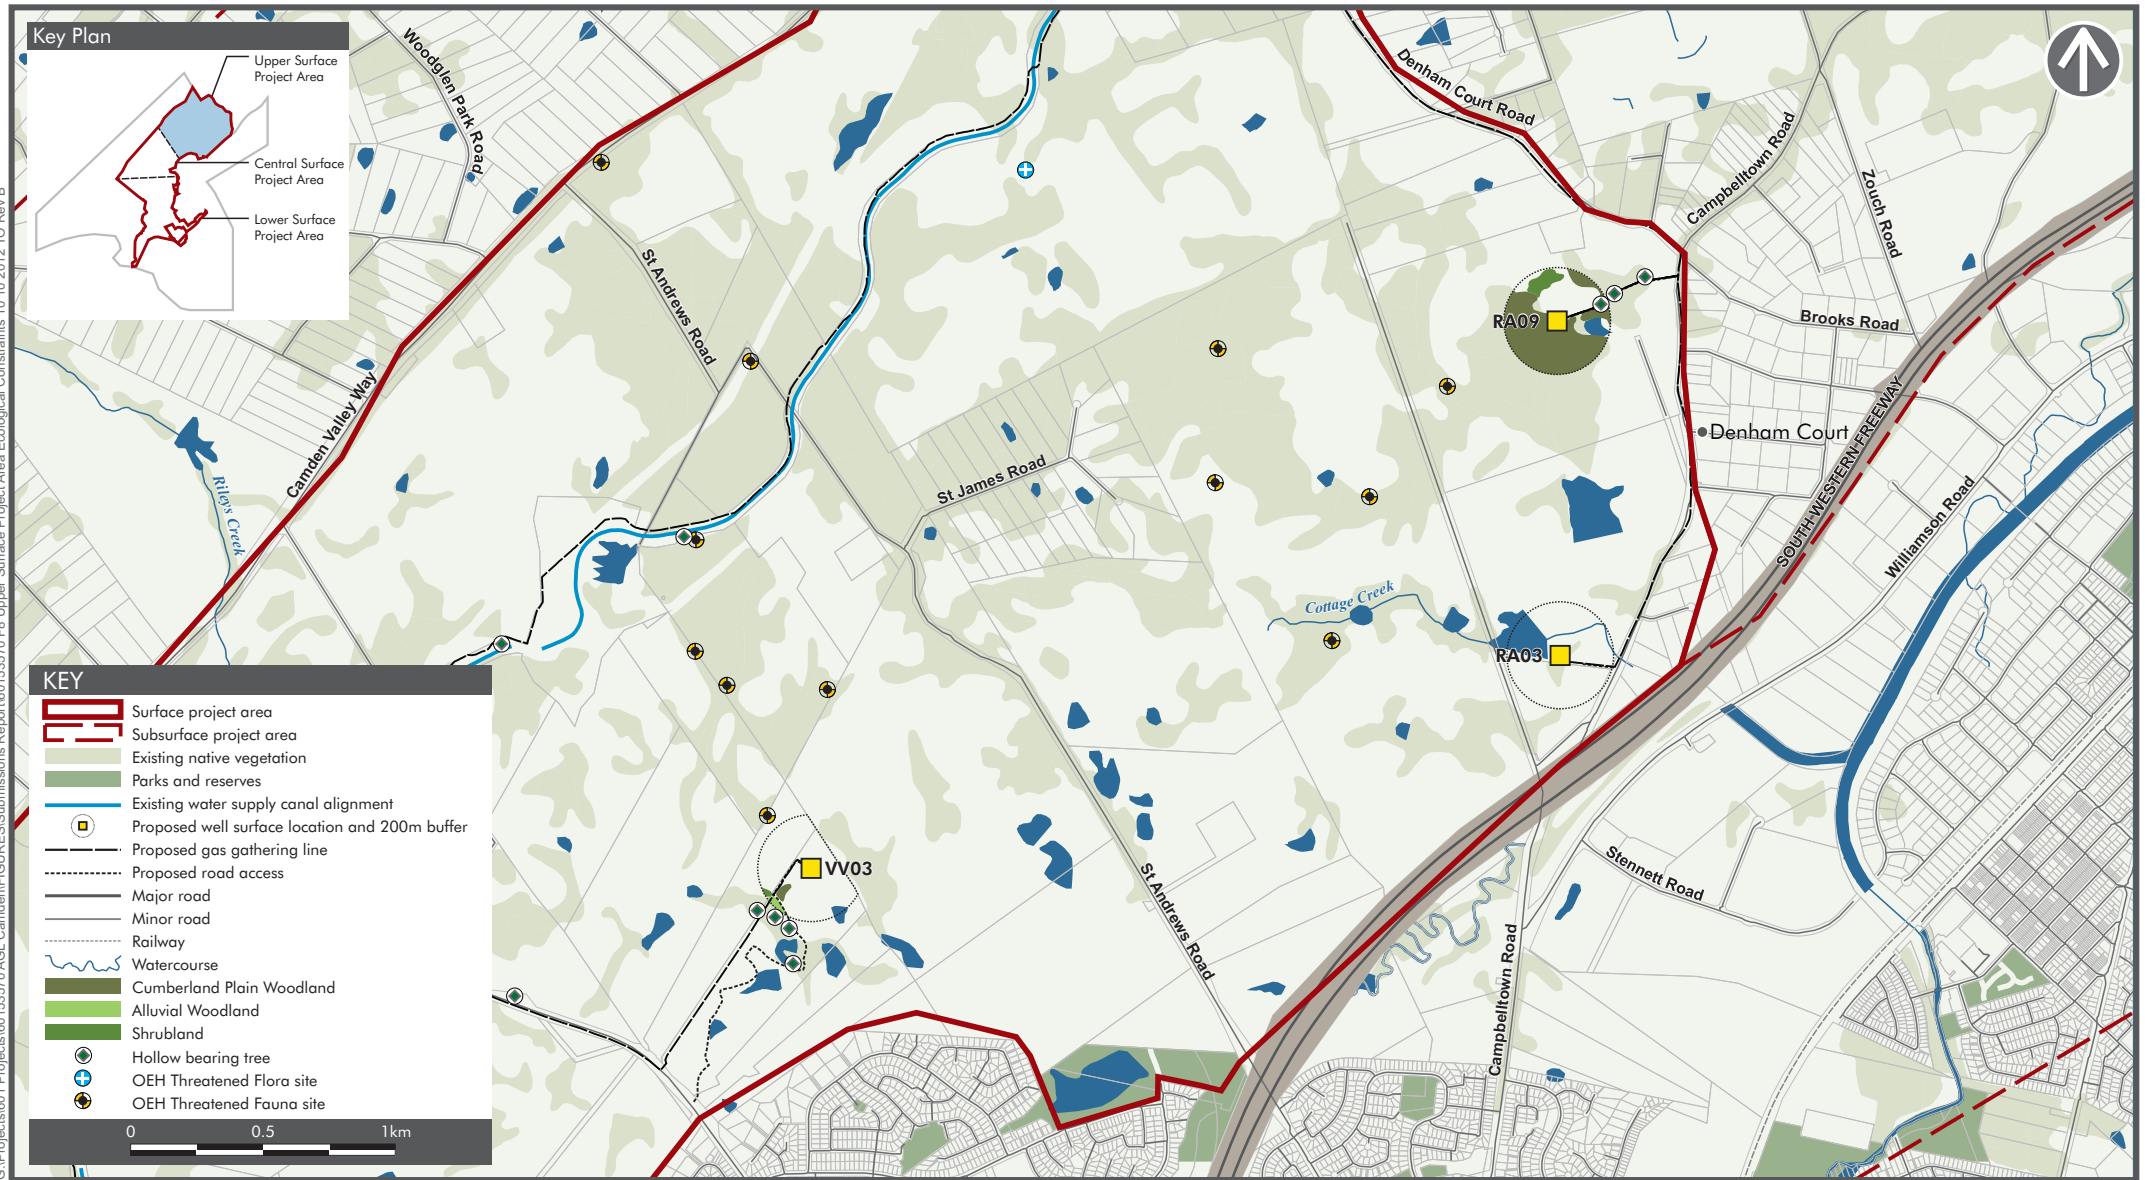 Key Plan
Upper Surface
Project Area
Central Surface
Project Area
Lower Surface
Project Area
Woodglen Park Road
Denham Court Road
Campbelltown Road
Zouch Road
St Andrews Road
RA09
Brooks Road
Camden Valley Way
Denham Court
SOUTH WESTERN FREEWAY
St James Road
Rileys Creek
Williamson Road
Cottage Creek
RA03
VV03
St Andrews Road
Stennett Road
Campbelltown Road
KEY
Surface project area
Subsurface project area
Existing native vegetation
Parks and reserves
Existing water supply canal alignment
Proposed well surface location and 200m buffer
Proposed gas gathering line
Proposed road access
Major road
Minor road
Railway
Watercourse
Cumberland Plain Woodland
Alluvial Woodland
Shrubland
Hollow bearing tree
OEH Threatened Flora site
OEH Threatened Fauna site
0 0.5 1km